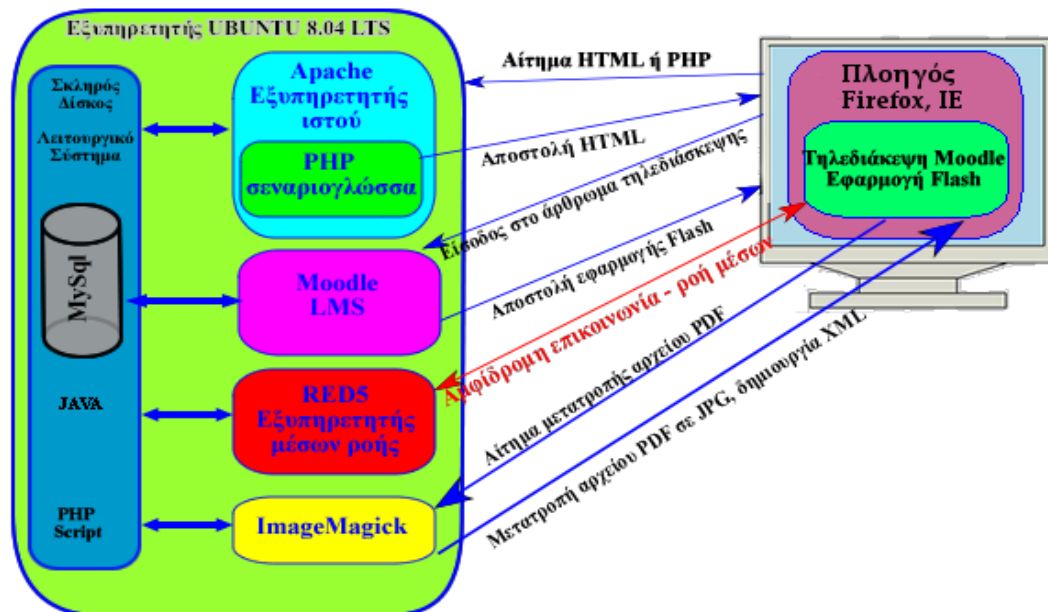 Εξυπηρετητής UBUNTU 8.04 LTS
Σκληρός
Δίσκος
Λειτουργικό
Σύστημα
MySql
JAVA
PHP
Script
Apache
Εξυπηρετητής
ιστού
PHP
σεναριογλώσσα
Moodle
LMS
RED5
Εξυπηρετητής
μέσων ροής
ImageMagick
Αίτημα HTML ή PHP
Αποστολή HTML
Είσοδος στο άρθρωμα τηλεδιάσκεψης
Αποστολή εφαρμογής Flash
Αμφίδρομη επικοινωνία - ροή μέσων
Αίτημα μετατροπής αρχείου PDF
Μετατροπή αρχείου PDF σε JPG, δημιουργία XML
Πλοηγός
Firefox, IE
Τηλεδιάκεψη Moodle
Εφαρμογή Flash